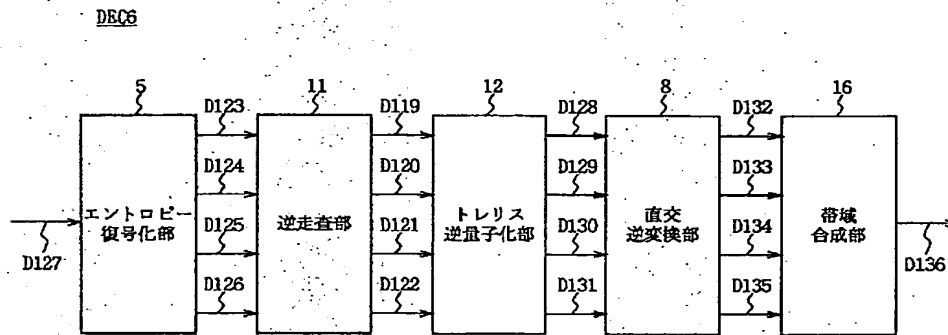 DEC6
5
11
12
8
16
D123
D119
D128
D132
D124
D120
D129
D133
エントロピー
復号化部
逆走査部
トレリス
逆量子化部
直交
逆変換部
帯域
合成部
D125
D121
D130
D134
D127
D136
D126
D122
D131
D135